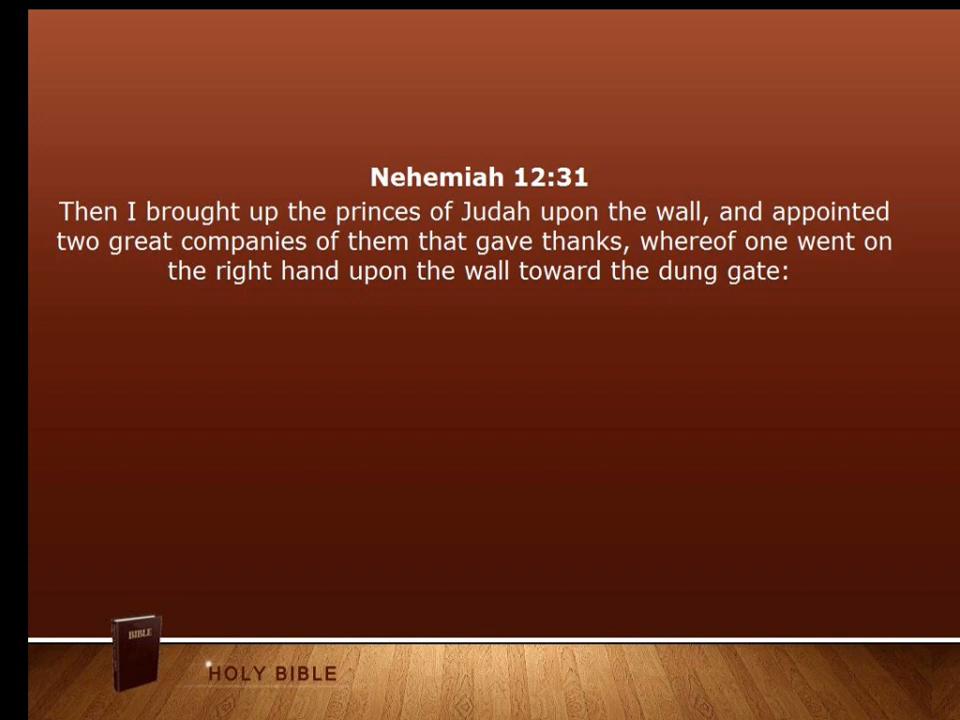 Nehemiah 12:31
Then I brought up the princes of Judah upon the wall, and appointed
two great companies of them that gave thanks, whereof one went on
the right hand upon the wall toward the dung gate:
BIBLE
HOLY BIBLE